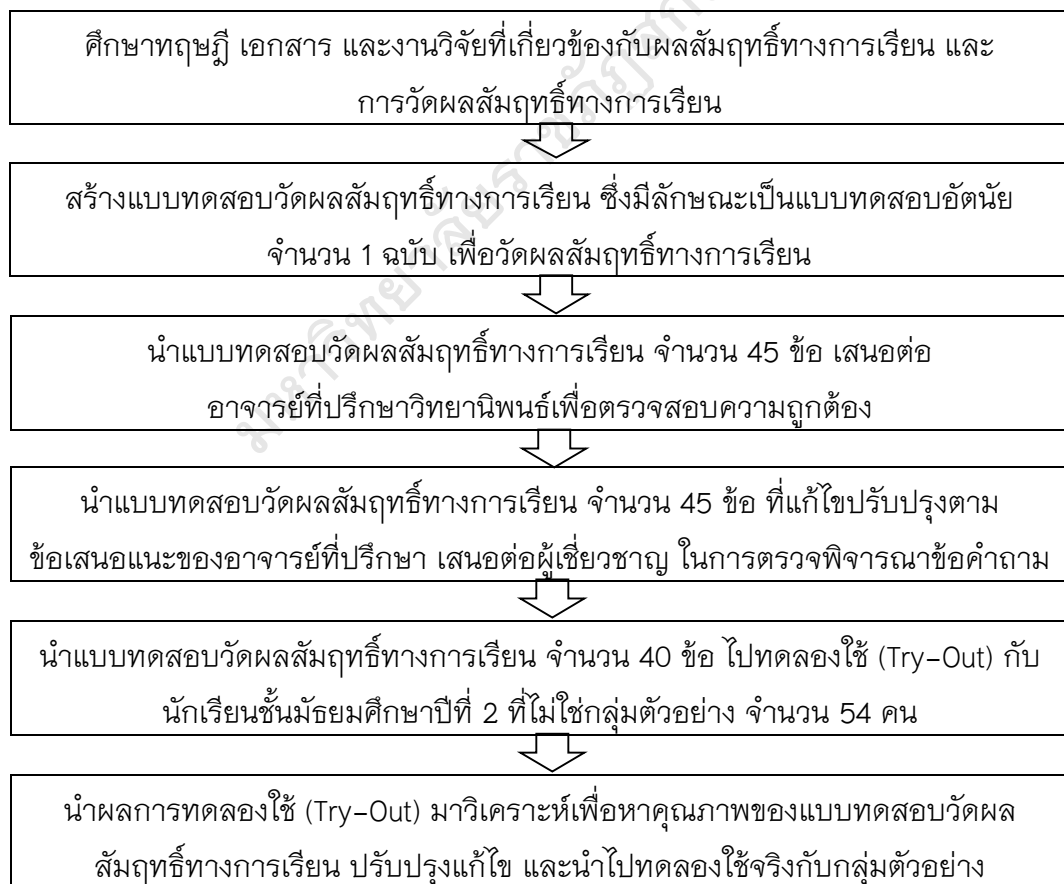 ศึกษาทฤษฎี เอกสาร และงานวิจัยที่เกี่ยวข้องกับผลสัมฤทธิ์ทางการเรียน และ
การวัดผลสัมฤทธิ์ทางการเรียน
สร้างแบบทดสอบวัดผลสัมฤทธิ์ทางการเรียน ซึ่งมีลักษณะเป็นแบบทดสอบอัตนัย
จำนวน 1 ฉบับ เพื่อวัดผลสัมฤทธิ์ทางการเรียน
นำแบบทดสอบวัดผลสัมฤทธิ์ทางการเรียน จำนวน 45 ข้อ เสนอต่อ
อาจารย์ที่ปรึกษาวิทยานิพนธ์เพื่อตรวจสอบความถูกต้อง
นำแบบทดสอบวัดผลสัมฤทธิ์ทางการเรียน จำนวน 45 ข้อ ที่แก้ไขปรับปรุงตาม
ข้อเสนอแนะของอาจารย์ที่ปรึกษา เสนอต่อผู้เชี่ยวชาญ ในการตรวจพิจารณาข้อคำถาม
นำแบบทดสอบวัดผลสัมฤทธิ์ทางการเรียน จำนวน 40 ข้อ ไปทดลองใช้ (Try-Out) กับ
นักเรียนชั้นมัธยมศึกษาปีที่ 2 ที่ไม่ใช่กลุ่มตัวอย่าง จำนวน 54 คน
นำผลการทดลองใช้ (Try-Out) มาวิเคราะห์เพื่อหาคุณภาพของแบบทดสอบวัดผล
สัมฤทธิ์ทางการเรียน ปรับปรุงแก้ไข และนำไปทดลองใช้จริงกับกลุ่มตัวอย่าง